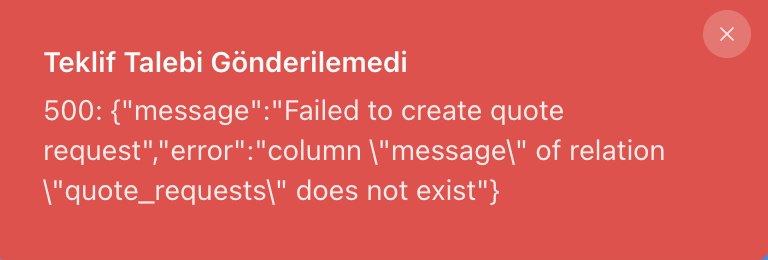 Teklif Talebi Gönderilemedi
500: {"message":"Failed to create quote
request","error":"column \"message\" of relation
\"quote_requests\" does not exist"}